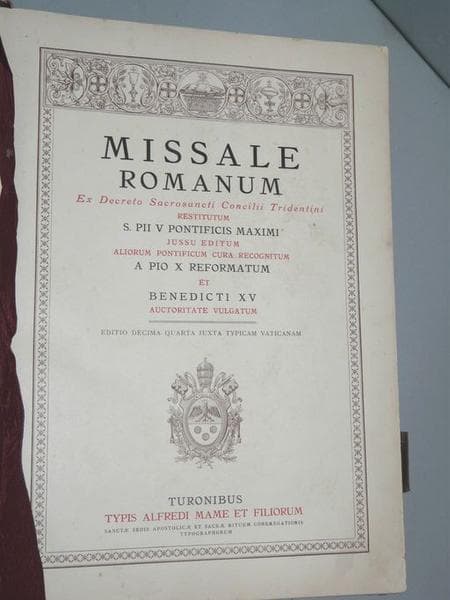 MISSALE
ROMANUM
Ex Decreto Sacrosancti Concilii Tridentini
RESTITUTUM
S. PII V PONTIFICIS MAXIMI
JUSSU EDITUM
ALIORUM PONTIFICUM CURA RECOGNITUM
A PIO X REFORMATUM
ET
BENEDICTI XV
AUCTORITATE VULGATUM
EDITIO DECIMA QUARTA IUXTA TYPICAM VATICANAM
TURONIBUS
TYPIS ALFREDI MAME ET FILIORUM
SANCTÆ SEDIS APOSTOLICÆ ET SACRÆ RITUUM CONGREGATIONIS
TYPOGRAPHORUM